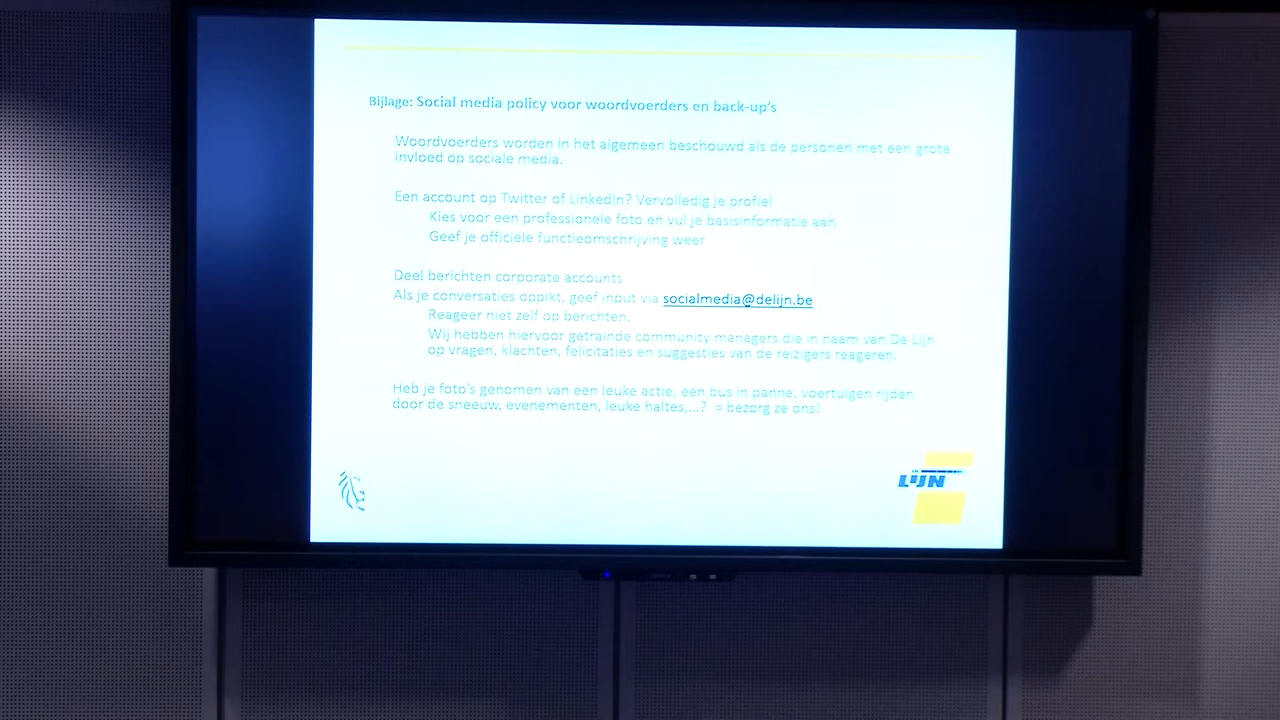 Bijlage: Social media policy voor woordvoerders en back-up's
Woordvoerders worden in het algemeen beschouwd als de personen met een grote
invloed op sociale media.
Een account op Twitter of LinkedIn? Vervolledig je profiel
Kies voor een professionele foto en vul je basisinformatie aan
Geef je officiele functieomschrijving weer
Deel berichten corporate accounts
Als je conversaties oppikt, geef input via socialmedia@delijn.be
Reageer niet zelf op berichten.
Wij hebben hiervoor getrainde community managers die in naam van De Lijn
op vragen, klachten, felicitaties en suggesties van de reizigers reageren.
Heb je foto's genomen van een leuke actie, een bus in panne, voertuigen rijden
door de sneeuw, evenementen, leuke haltes,...? = bezorg ze ons!
LIJN